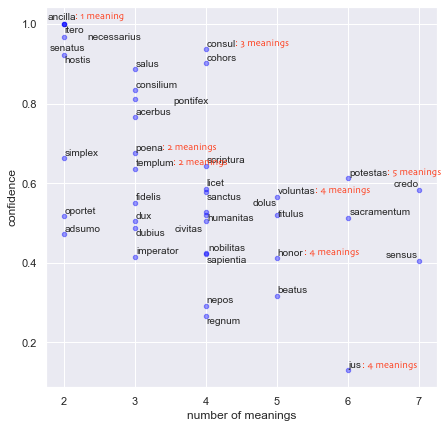 1.0
0.8
0.6
0.4
0.2
confidence
ancilla: 1 meaning
itero
necessarius
senatus
hostis
consul: 3 meanings
cohors
salus
consilium
pontifex
acerbus
poena: 2 meanings
simplex
templum: 2 meanings
scriptura
potestas: 5 meanings
licet
credo
voluntas: 4 meanings
fidelis
sanctus
dolus
oportet
dux
humanitas
titulus
sacramentum
adsumo
dubius
civitas
imperator
nobilitas
sapientia
honor: 4 meanings
sensus
nepos
beatus
regnum
ius: 4 meanings
2 3 4 5 6 7
number of meanings